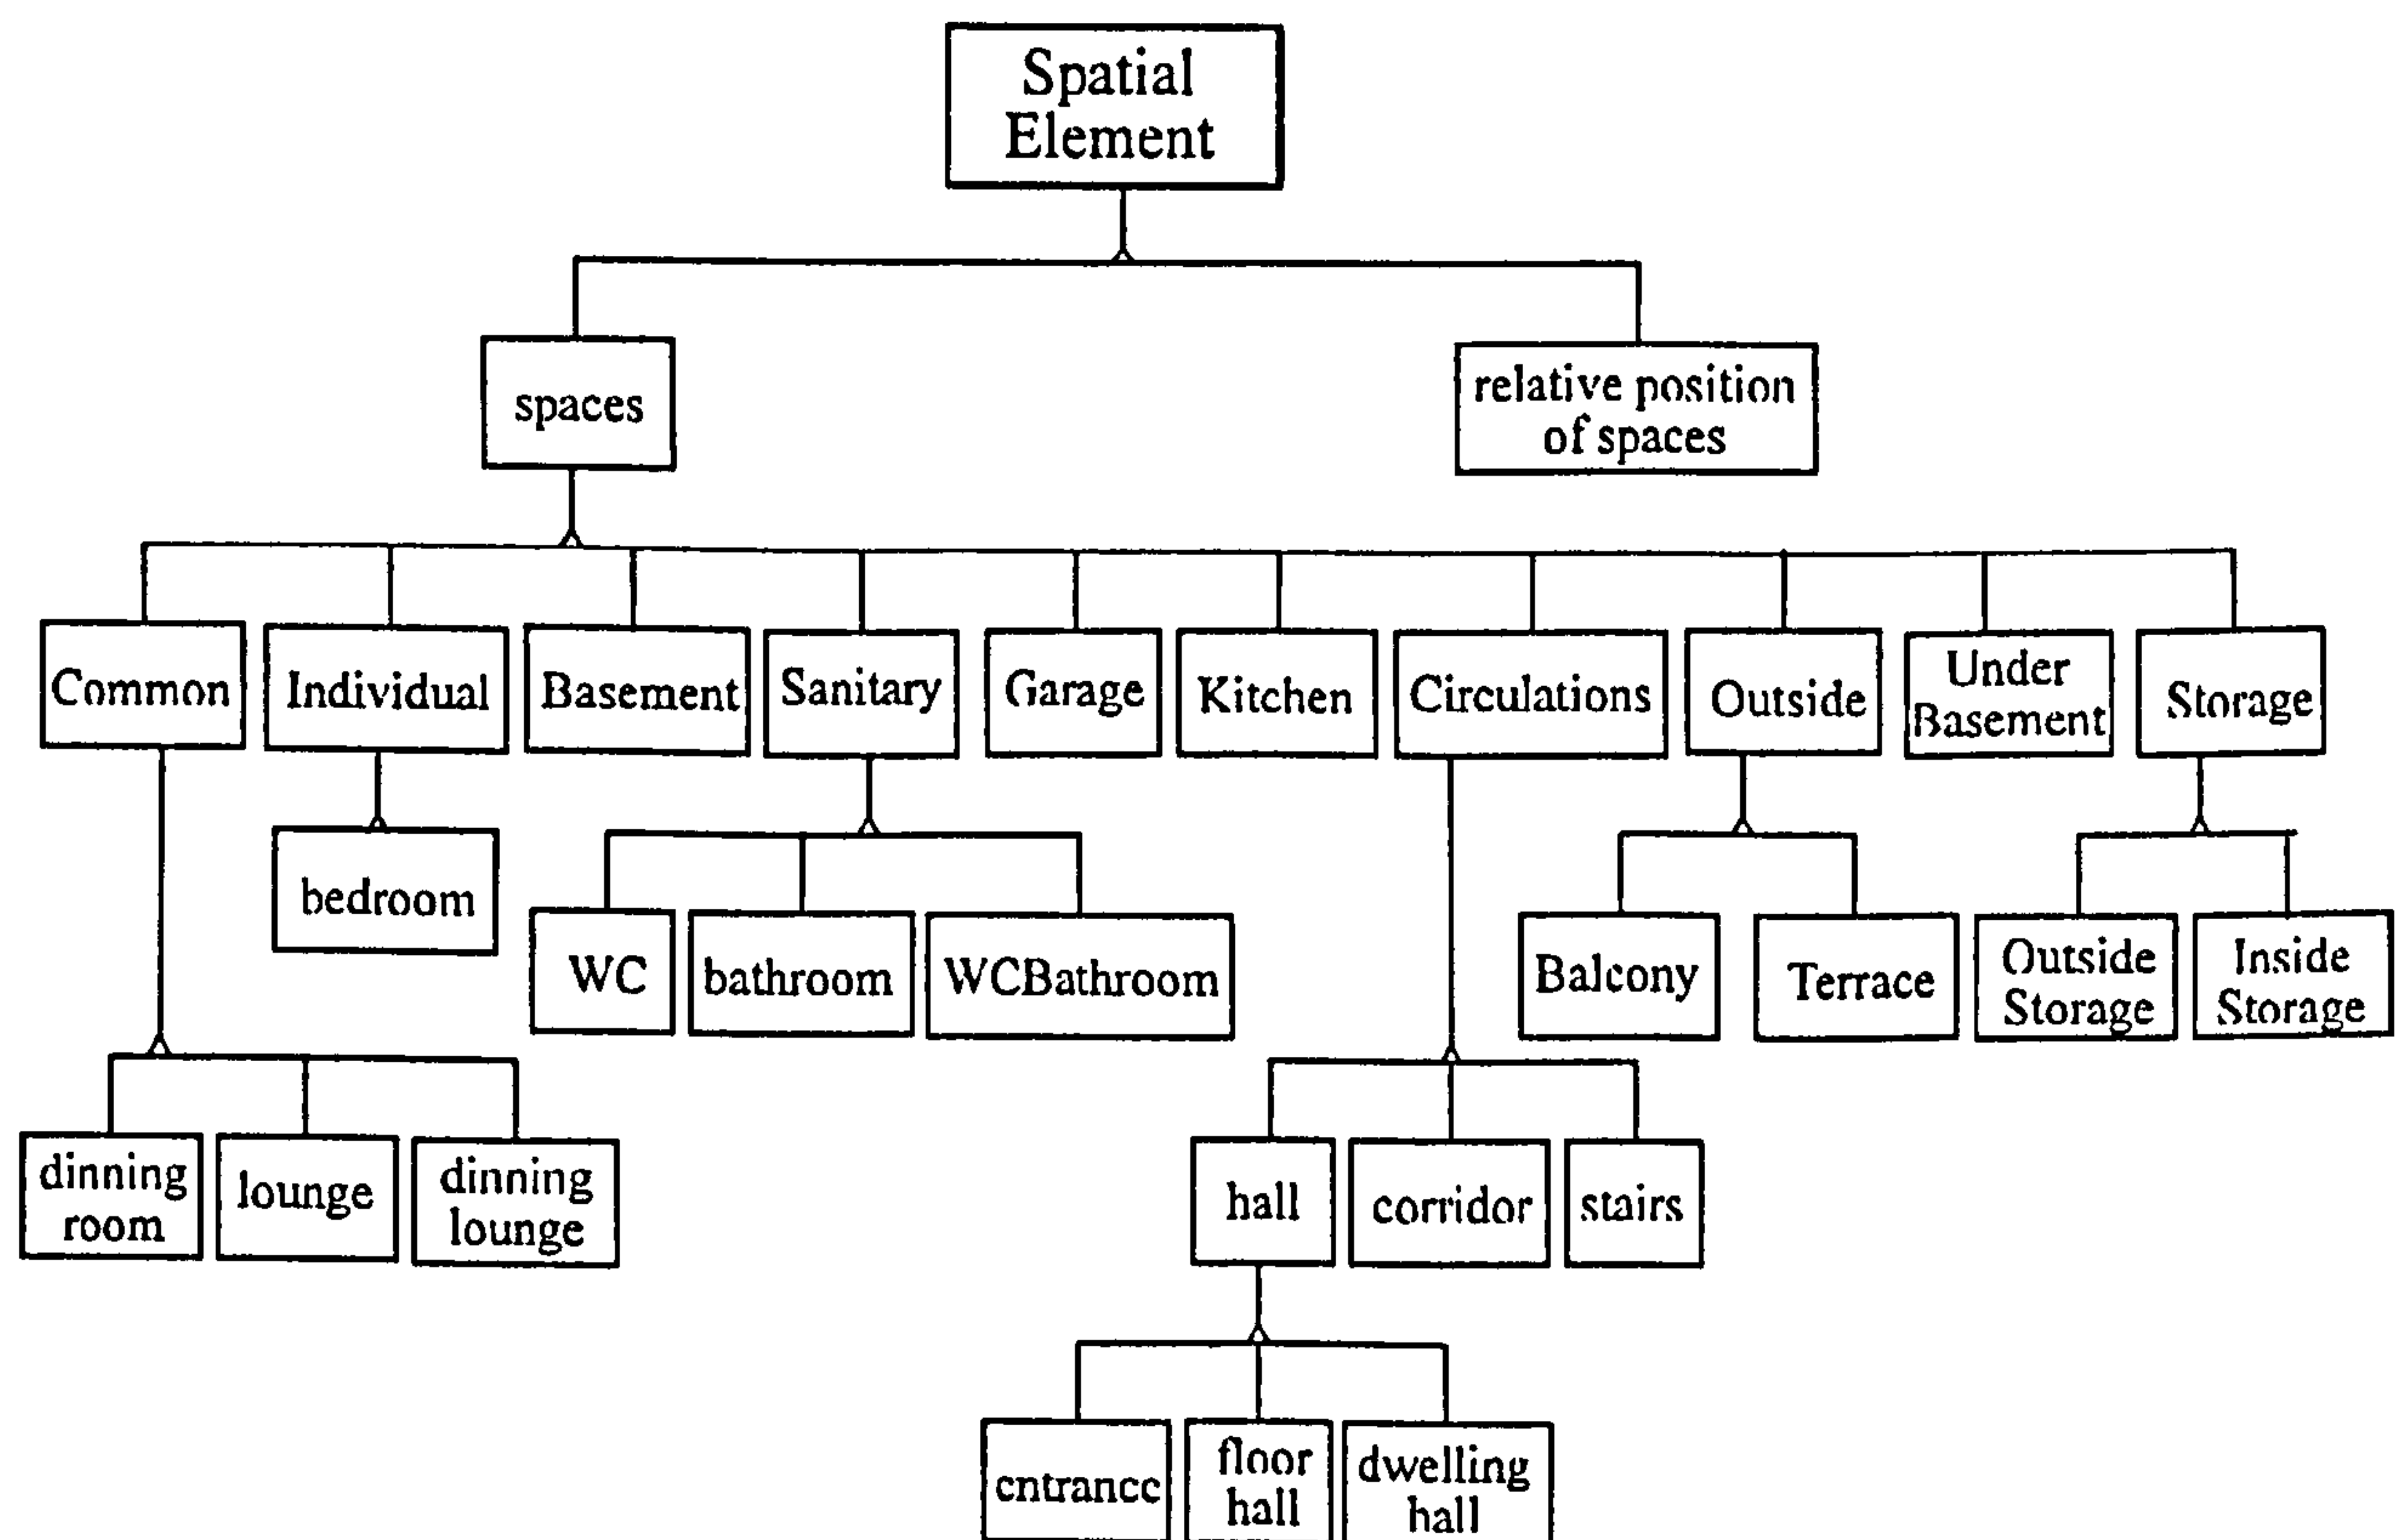 Spatial
Element
spaces
relative position
of spaces
Common
Individual
Basement
Sanitary
Garage
Kitchen
Circulations
Outside
Under
Basement
Storage
bedroom
WC
bathroom
WCBathroom
Balcony
Terrace
Outside
Storage
Inside
Storage
dinning
room
lounge
dinning
lounge
hall
corridor
stairs
entrance
floor
hall
dwelling
hall